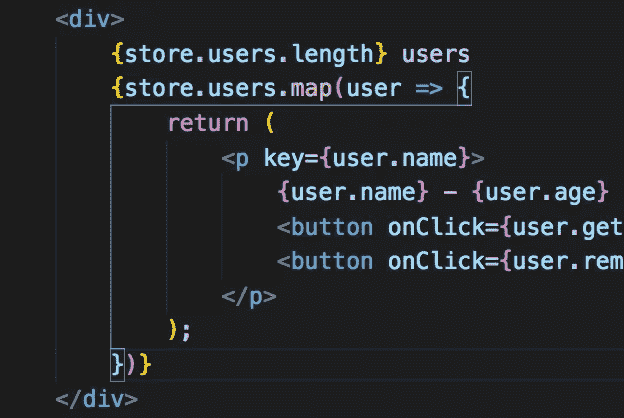 <div>
{store.users.length} users
{store.users.map(user => {
return (
<p key={user.name}>
{user.name} - {user.age}
<button onClick={user.get
<button onClick={user.rem
</p>
);
})}
</div>